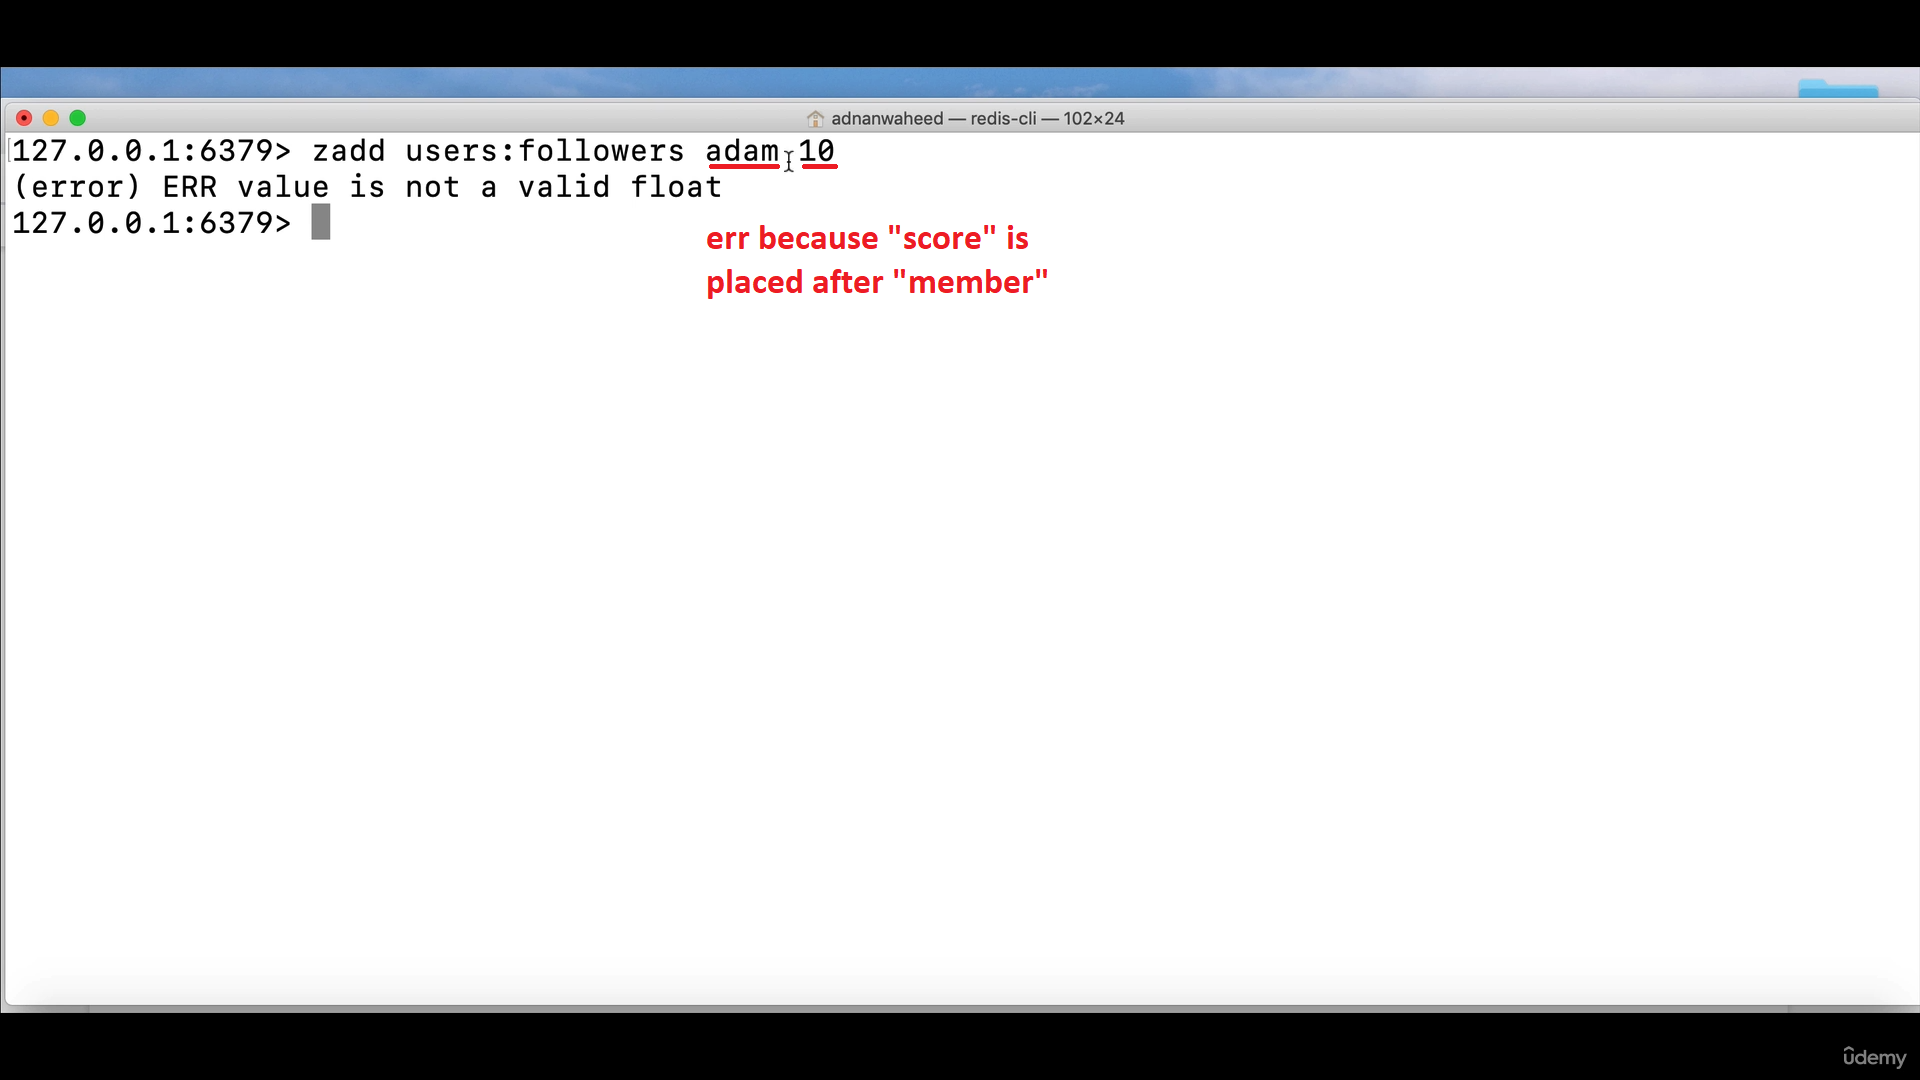 adnanwaheed — redis-cli — 102×24
127.0.0.1:6379> zadd users:followers adam 10
(error) ERR value is not a valid float
127.0.0.1:6379>
err because "score" is
placed after "member"
ûdemy